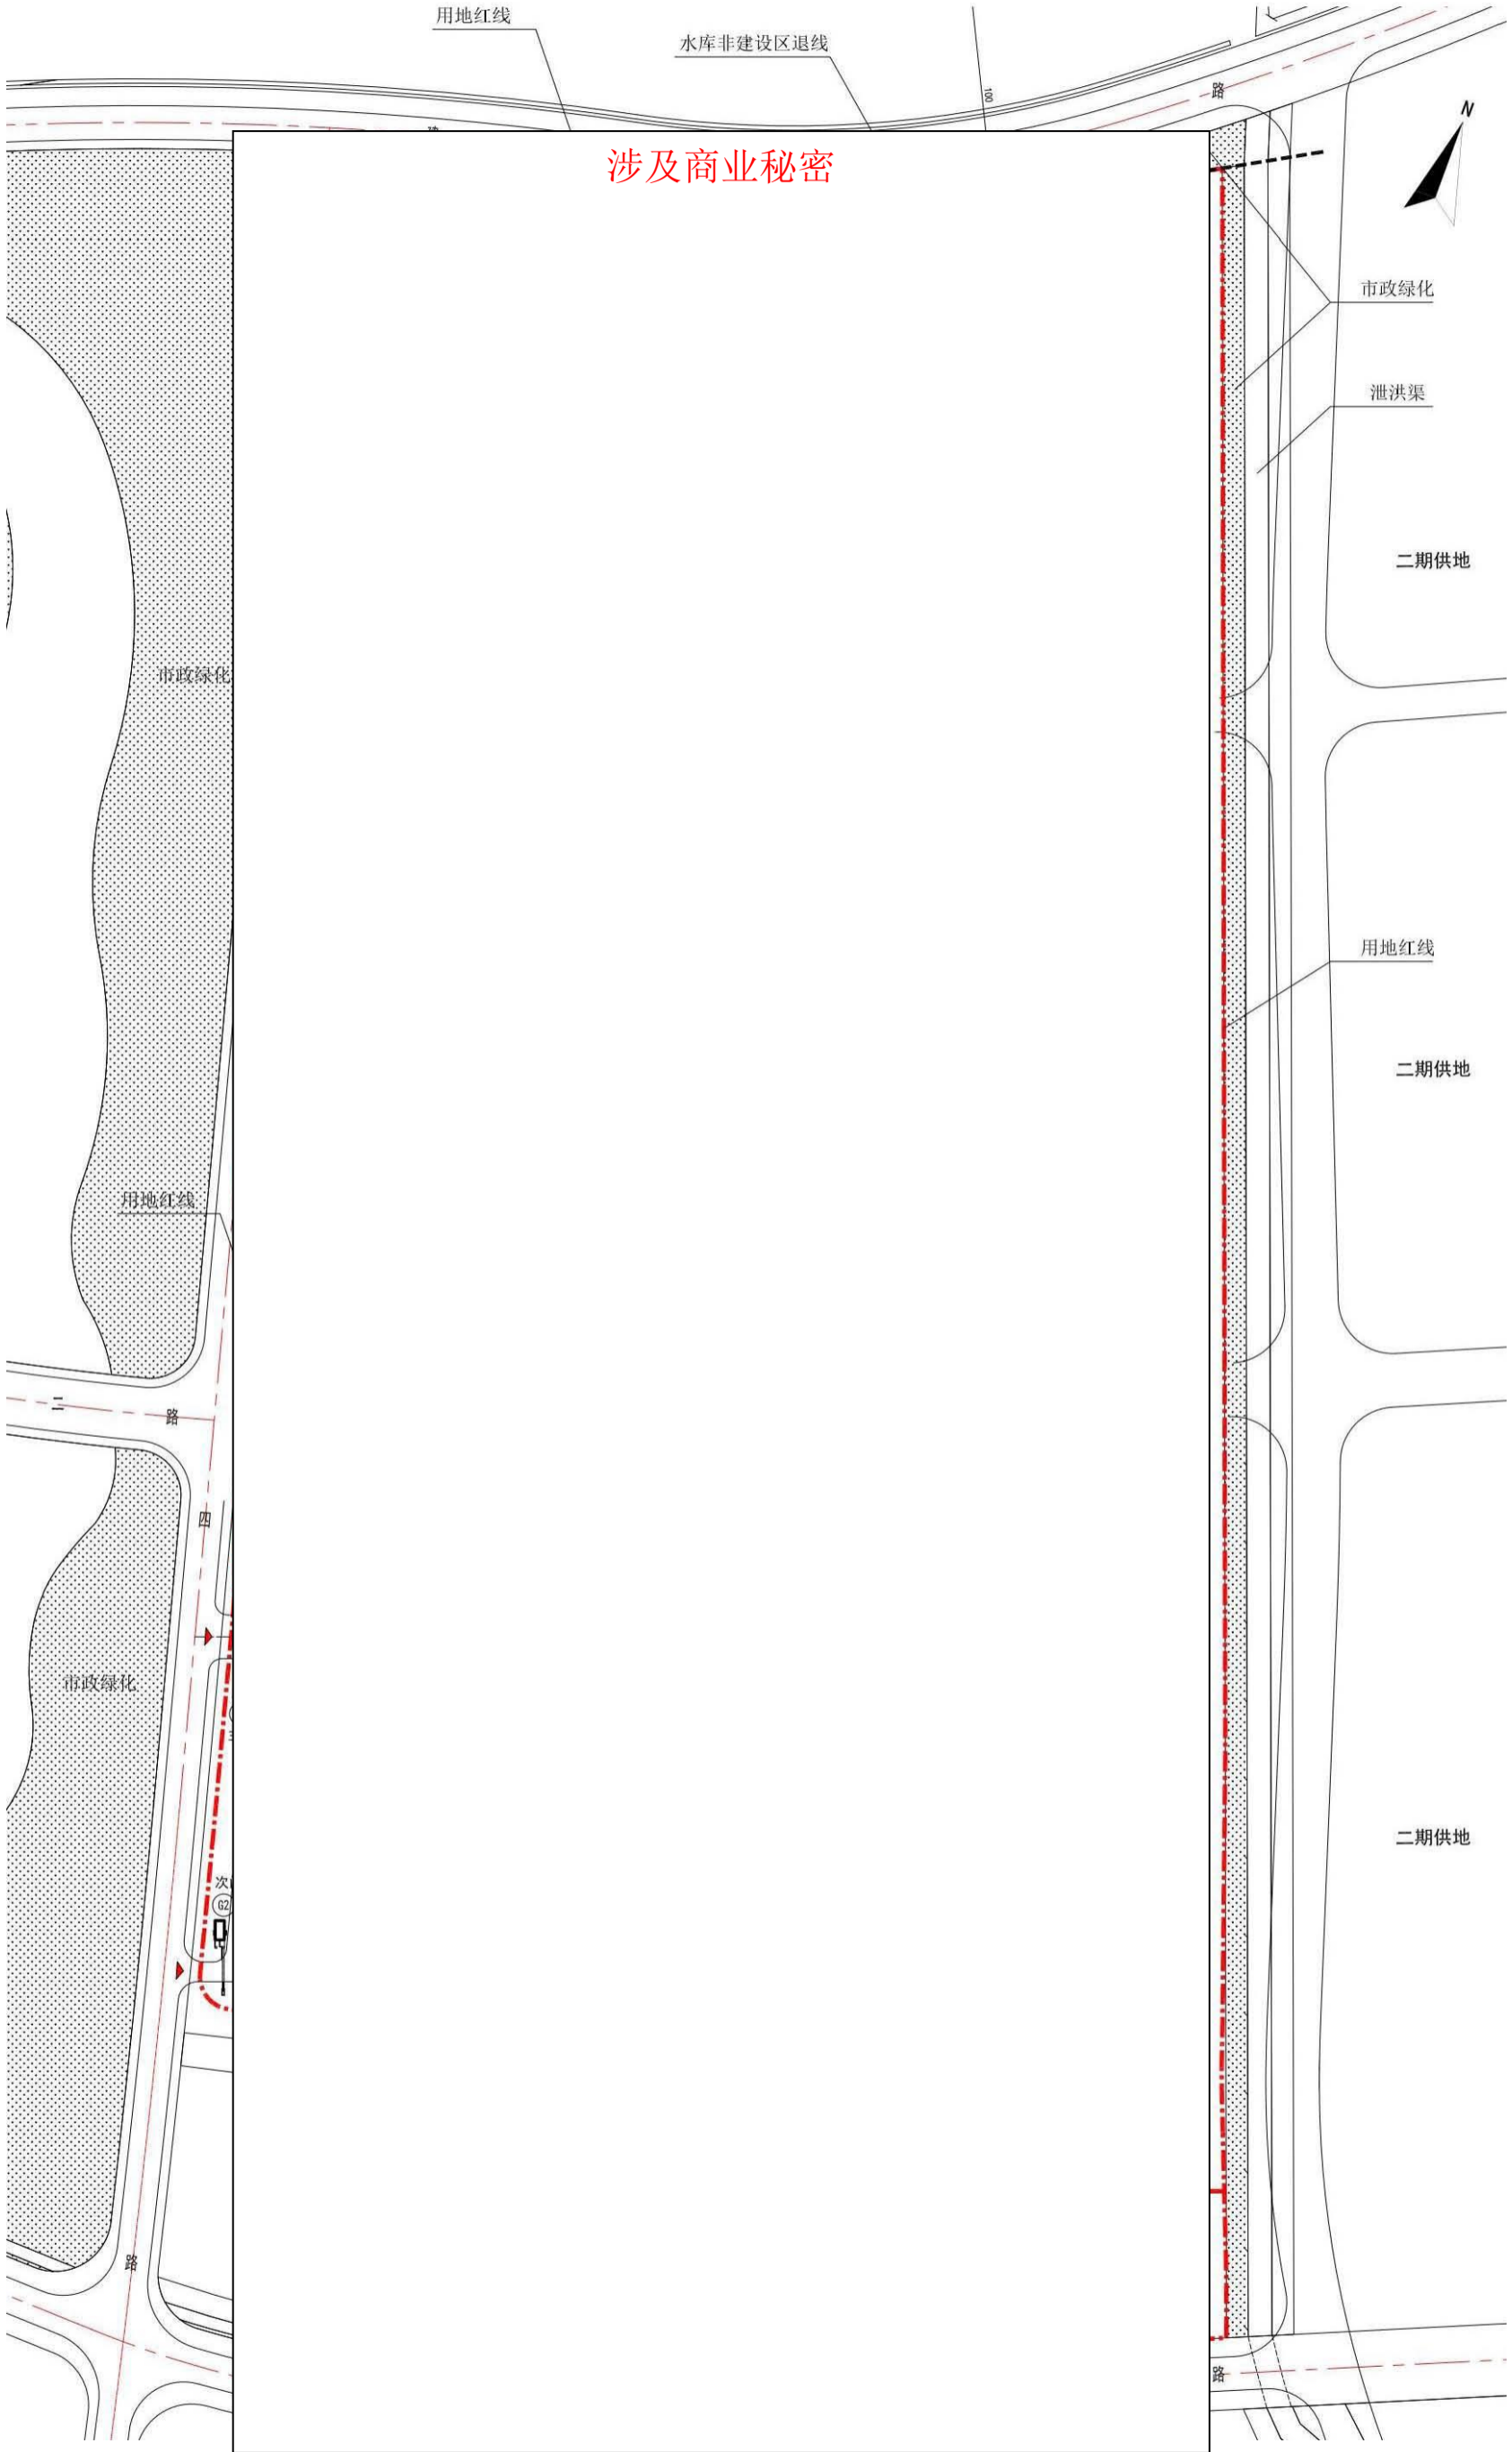 用地红线
水库非建设区退线
100
路
涉及商业秘密
N
市政绿化
泄洪渠
二期供地
市政绿化
用地红线
二期供地
用地红线
二
路
四
市政绿化
二期供地
G2
路
路